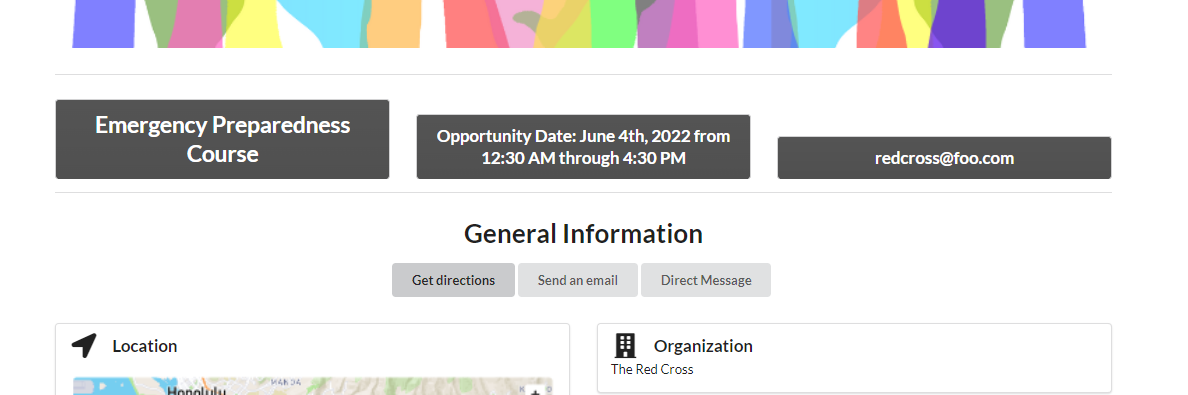 Emergency Preparedness
Course
Opportunity Date: June 4th, 2022 from
12:30 AM through 4:30 PM
redcross@foo.com
General Information
Get directions
Send an email
Direct Message
Location
Organization
The Red Cross
Honolulu
+